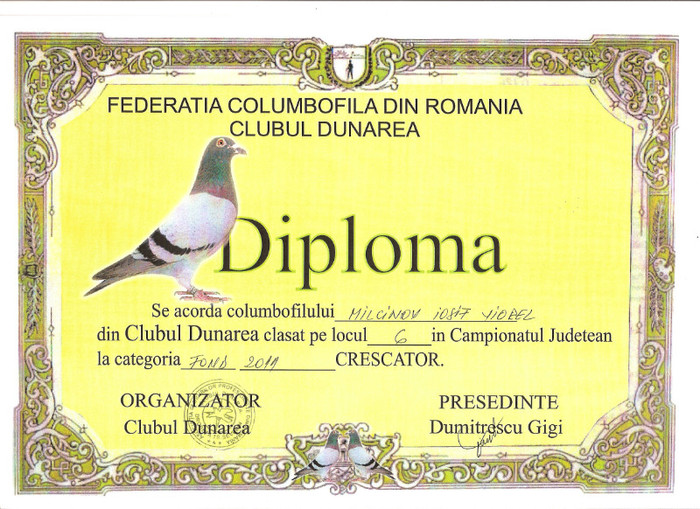 FEDERATIA COLUMBOFILA DIN ROMANIA
CLUBUL DUNAREA
Diploma
Se acorda columbofilului MILCINOV IOSIF VIOREL
din Clubul Dunarea clasat pe locul 6 in Campionatul Judetean
la categoria FOND 2011 CRESCATOR.
ORGANIZATOR
Clubul Dunarea
PRESEDINTE
Dumitrescu Gigi